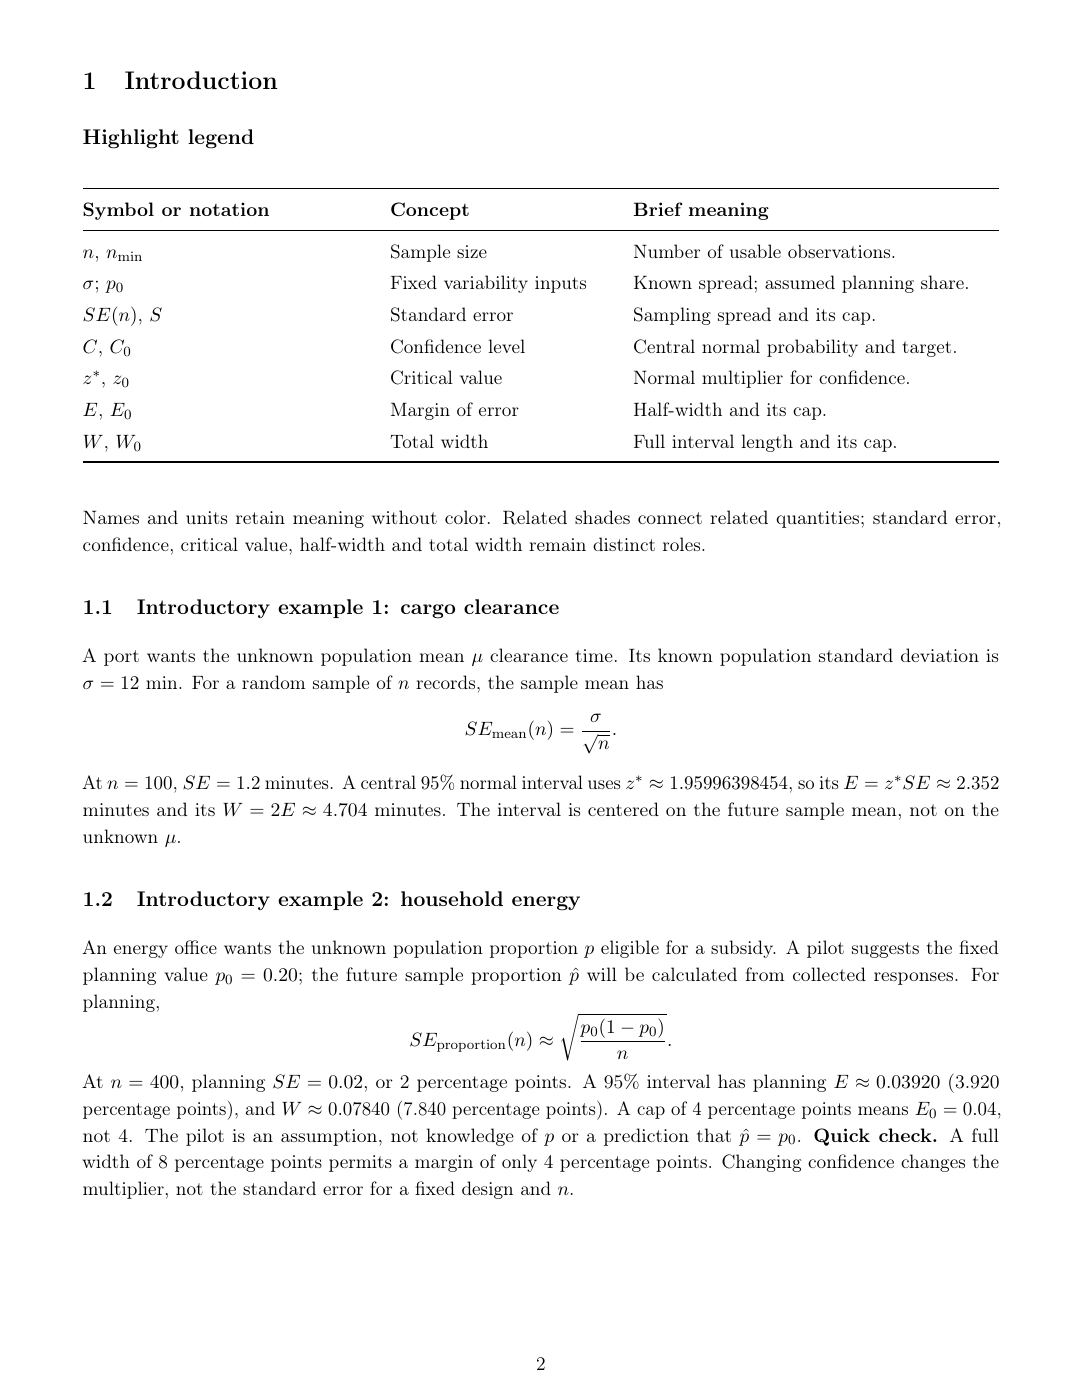 1 Introduction
Highlight legend
Symbol or notation Concept Brief meaning
n, n_min Sample size Number of usable observations.
σ; p₀ Fixed variability inputs Known spread; assumed planning share.
SE(n), S Standard error Sampling spread and its cap.
C, C₀ Confidence level Central normal probability and target.
z*, z₀ Critical value Normal multiplier for confidence.
E, E₀ Margin of error Half-width and its cap.
W, W₀ Total width Full interval length and its cap.
Names and units retain meaning without color. Related shades connect related quantities; standard error,
confidence, critical value, half-width and total width remain distinct roles.
1.1 Introductory example 1: cargo clearance
A port wants the unknown population mean μ clearance time. Its known population standard deviation is
σ = 12 min. For a random sample of n records, the sample mean has
SE_mean(n) = σ/√n.
At n = 100, SE = 1.2 minutes. A central 95% normal interval uses z* ≈ 1.95996398454, so its E = z*SE ≈ 2.352
minutes and its W = 2E ≈ 4.704 minutes. The interval is centered on the future sample mean, not on the
unknown μ.
1.2 Introductory example 2: household energy
An energy office wants the unknown population proportion p eligible for a subsidy. A pilot suggests the fixed
planning value p₀ = 0.20; the future sample proportion p̂ will be calculated from collected responses. For
planning,
SE_proportion(n) ≈ √(p₀(1 − p₀)/n).
At n = 400, planning SE = 0.02, or 2 percentage points. A 95% interval has planning E ≈ 0.03920 (3.920
percentage points), and W ≈ 0.07840 (7.840 percentage points). A cap of 4 percentage points means E₀ = 0.04,
not 4. The pilot is an assumption, not knowledge of p or a prediction that p̂ = p₀. Quick check. A full
width of 8 percentage points permits a margin of only 4 percentage points. Changing confidence changes the
multiplier, not the standard error for a fixed design and n.
2